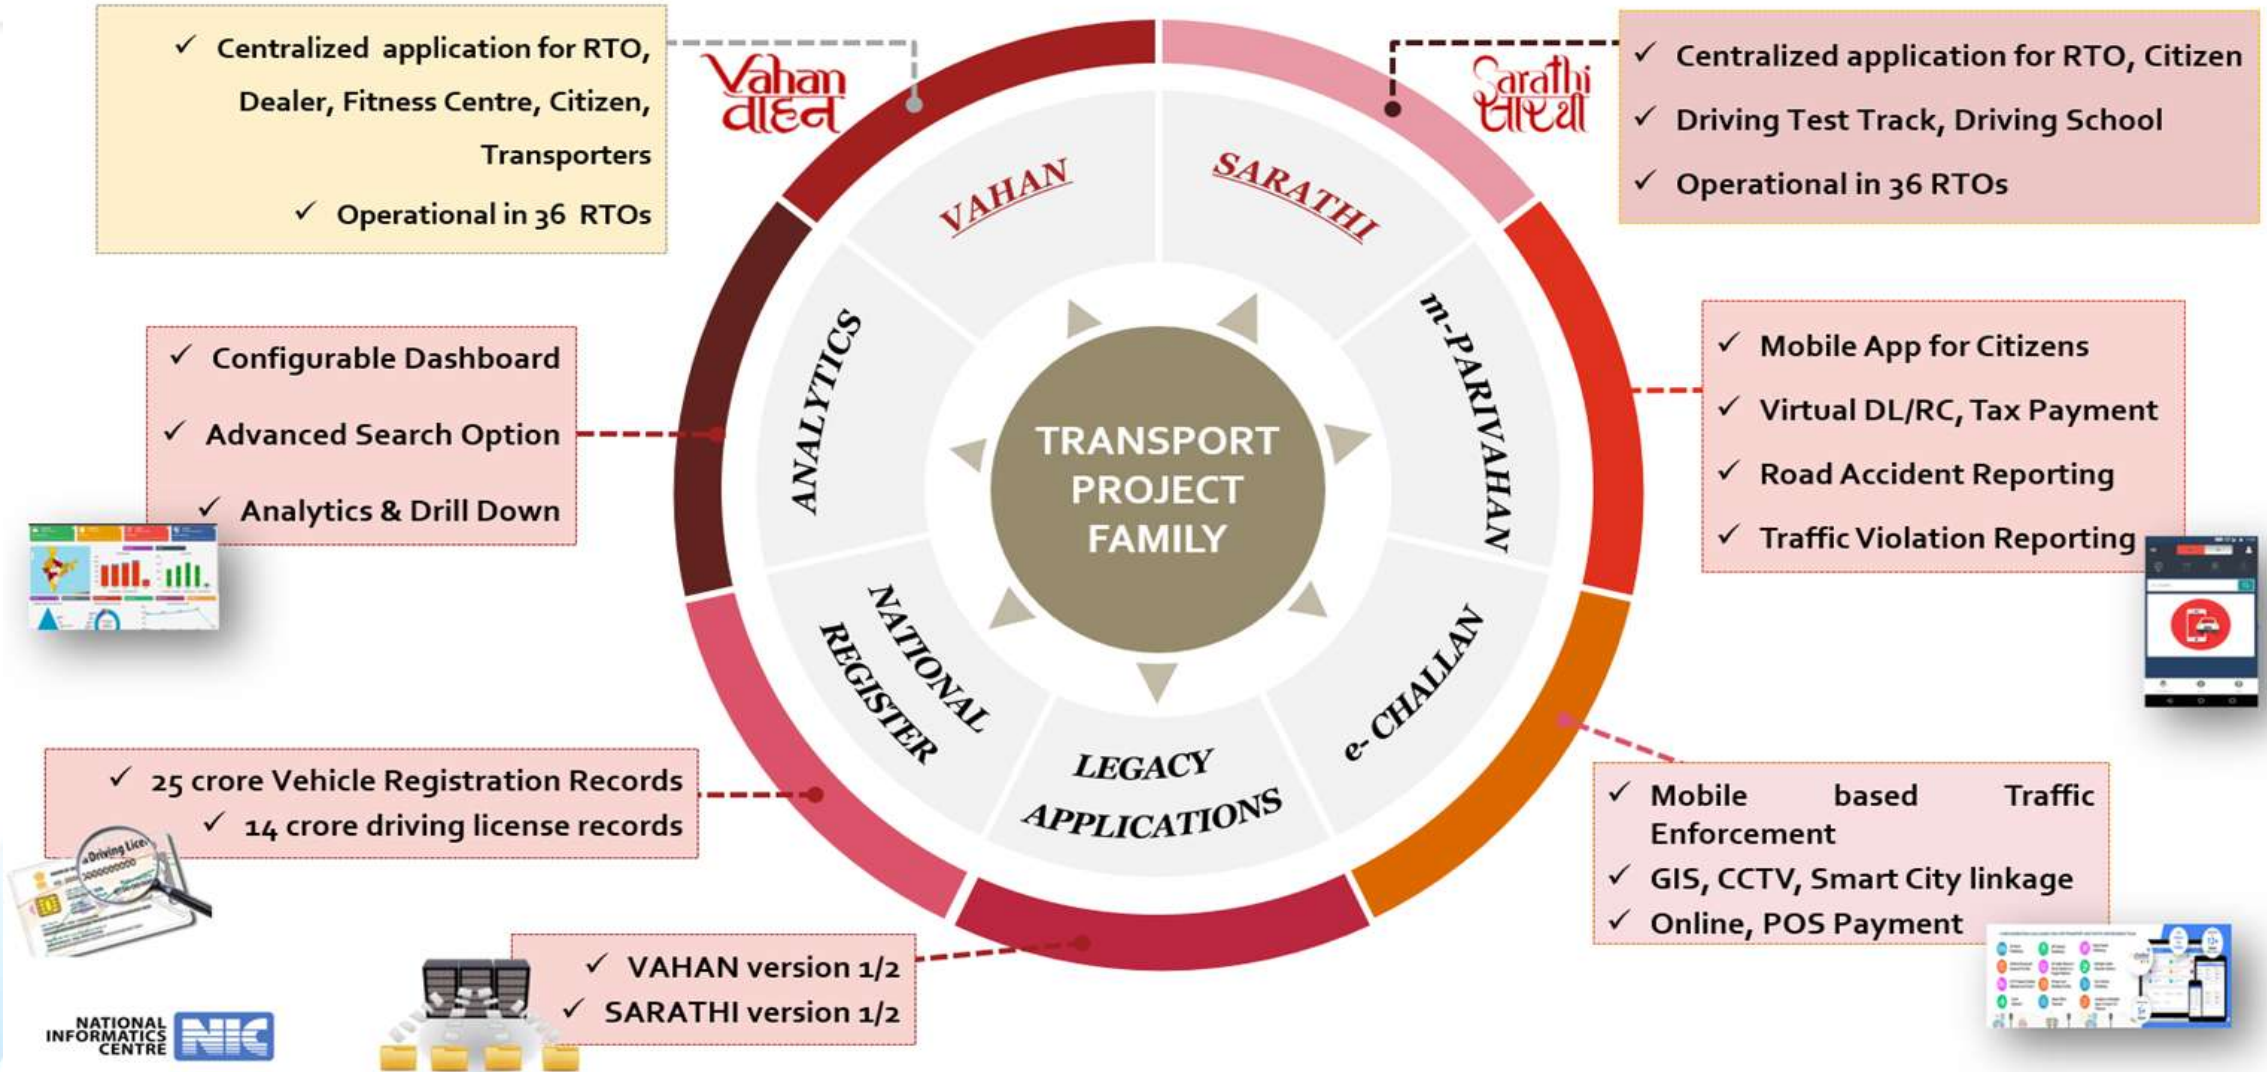 Centralized application for RTO,
Dealer, Fitness Centre, Citizen,
Transporters
Operational in 36 RTOs
Vahan
वाहन
Sarathi
सारथी
Centralized application for RTO, Citizen
Driving Test Track, Driving School
Operational in 36 RTOs
VAHAN
SARATHI
m-PARIVAHAN
e- CHALLAN
LEGACY
APPLICATIONS
NATIONAL
REGISTER
ANALYTICS
TRANSPORT
PROJECT
FAMILY
Configurable Dashboard
Advanced Search Option
Analytics & Drill Down
Mobile App for Citizens
Virtual DL/RC, Tax Payment
Road Accident Reporting
Traffic Violation Reporting
25 crore Vehicle Registration Records
14 crore driving license records
Driving Lice
Mobile based Traffic
Enforcement
GIS, CCTV, Smart City linkage
Online, POS Payment
VAHAN version 1/2
SARATHI version 1/2
NATIONAL
INFORMATICS
CENTRE
NIC